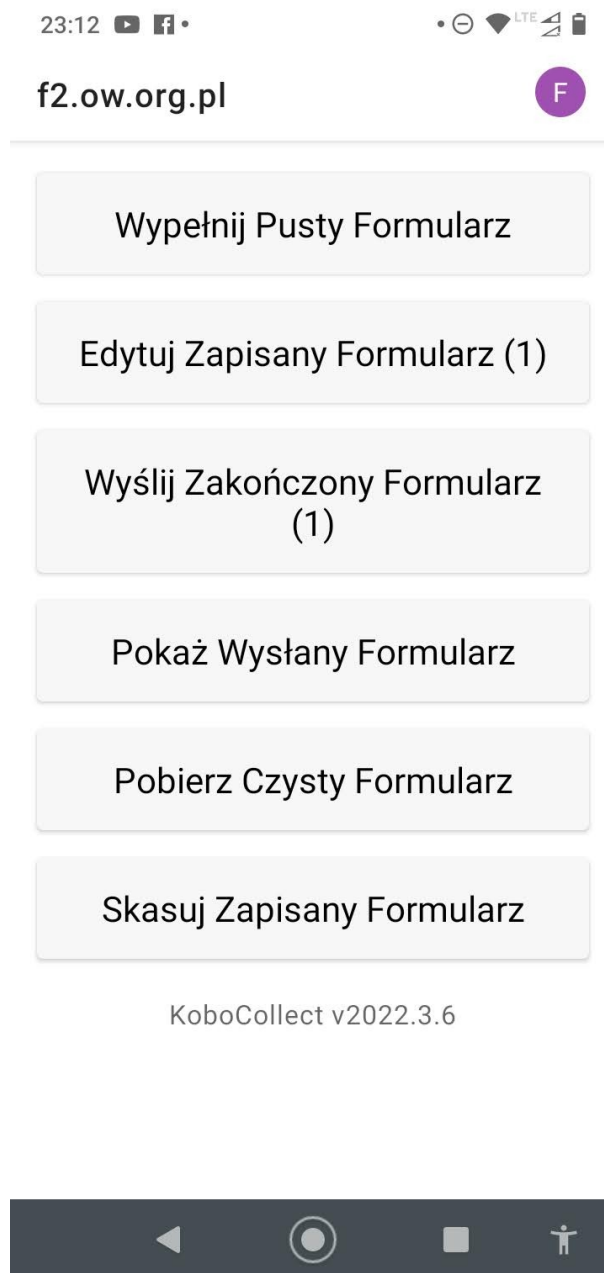 23:12
LTE
f2.ow.org.pl
F
Wypełnij Pusty Formularz
Edytuj Zapisany Formularz (1)
Wyślij Zakończony Formularz
(1)
Pokaż Wysłany Formularz
Pobierz Czysty Formularz
Skasuj Zapisany Formularz
KoboCollect v2022.3.6